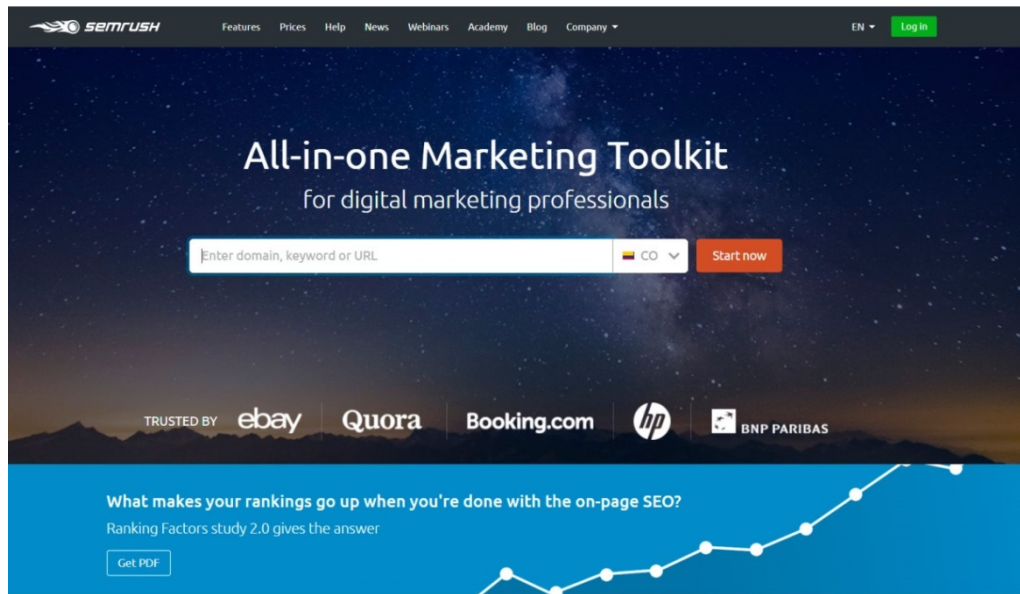 semrush
Features Prices Help News Webinars Academy Blog Company
EN
Log in
All-in-one Marketing Toolkit
for digital marketing professionals
Enter domain, keyword or URL
CO
Start now
TRUSTED BY ebay Quora Booking.com hp BNP PARIBAS
What makes your rankings go up when you're done with the on-page SEO?
Ranking Factors study 2.0 gives the answer
Get PDF